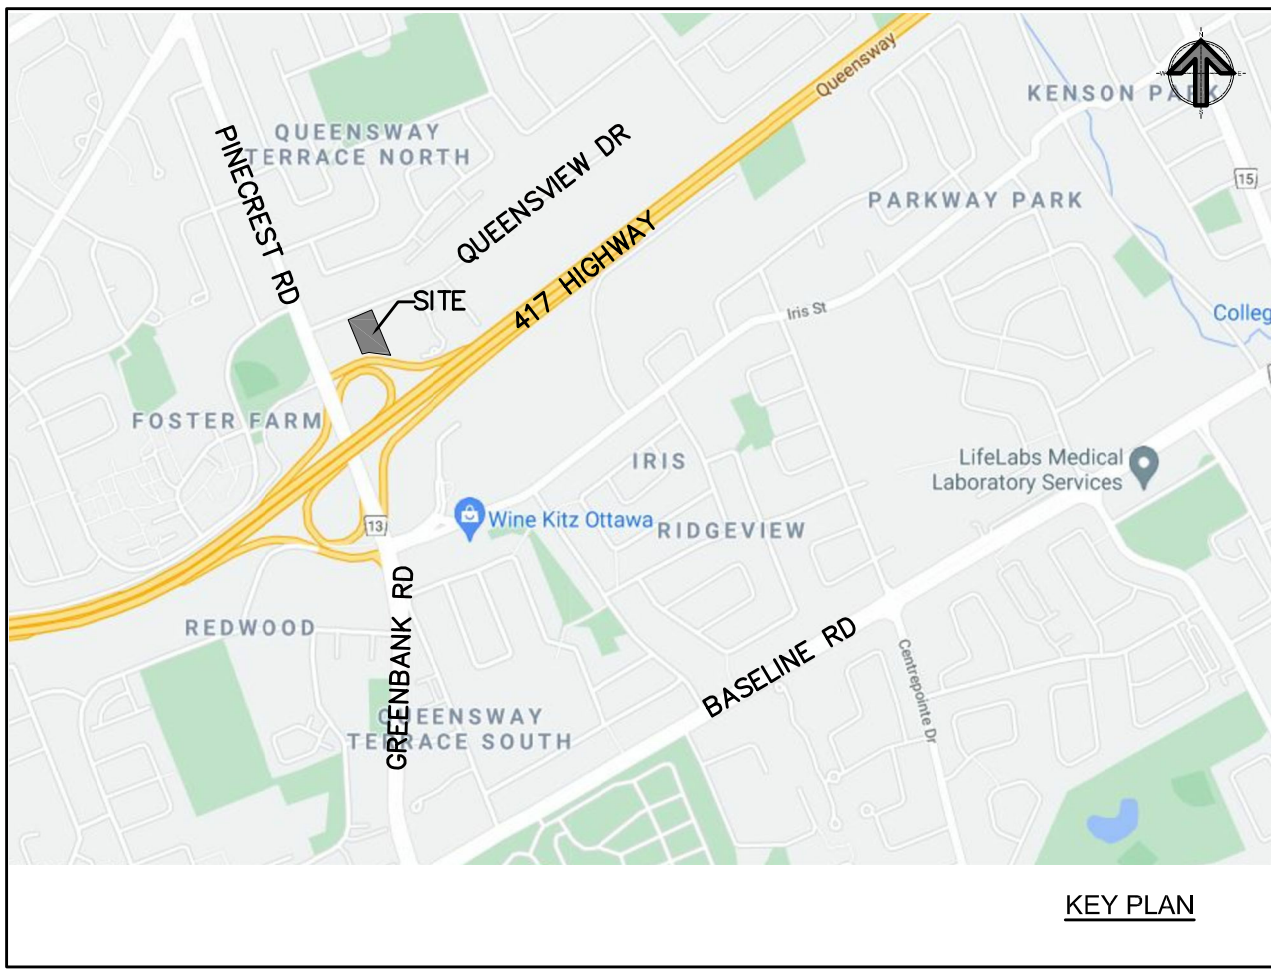 N
W
E
S
Queensway
KENSON PARK
QUEENSWAY
TERRACE NORTH
PINECREST RD
QUEENSVIEW DR
15
PARKWAY PARK
417 HIGHWAY
SITE
Iris St
Colleg
FOSTER FARM
IRIS
LifeLabs Medical
Laboratory Services
13
Wine Kitz Ottawa
RIDGEVIEW
REDWOOD
GREENBANK RD
BASELINE RD
Centrepointe Dr
QUEENSWAY
TERRACE SOUTH
KEY PLAN